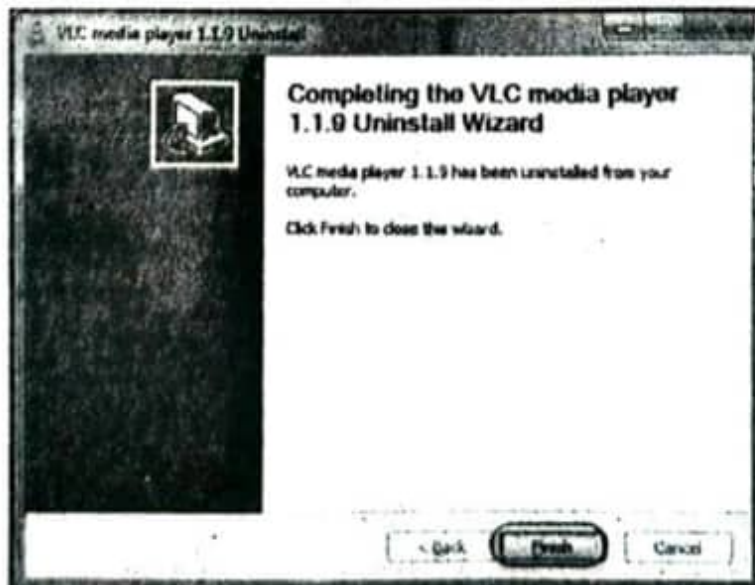 VLC media player 1.1.9 Uninstall
Completing the VLC media player
1.1.9 Uninstall Wizard
VLC media player 1.1.9 has been uninstalled from your
computer.
Click Finish to close this wizard.
< Back
Finish
Cancel